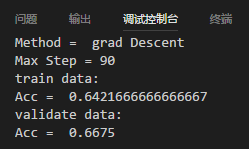 问题 输出 调试控制台 终端
Method =  grad Descent
Max Step = 90
train data:
Acc =  0.6421666666666667
validate data:
Acc =  0.6675